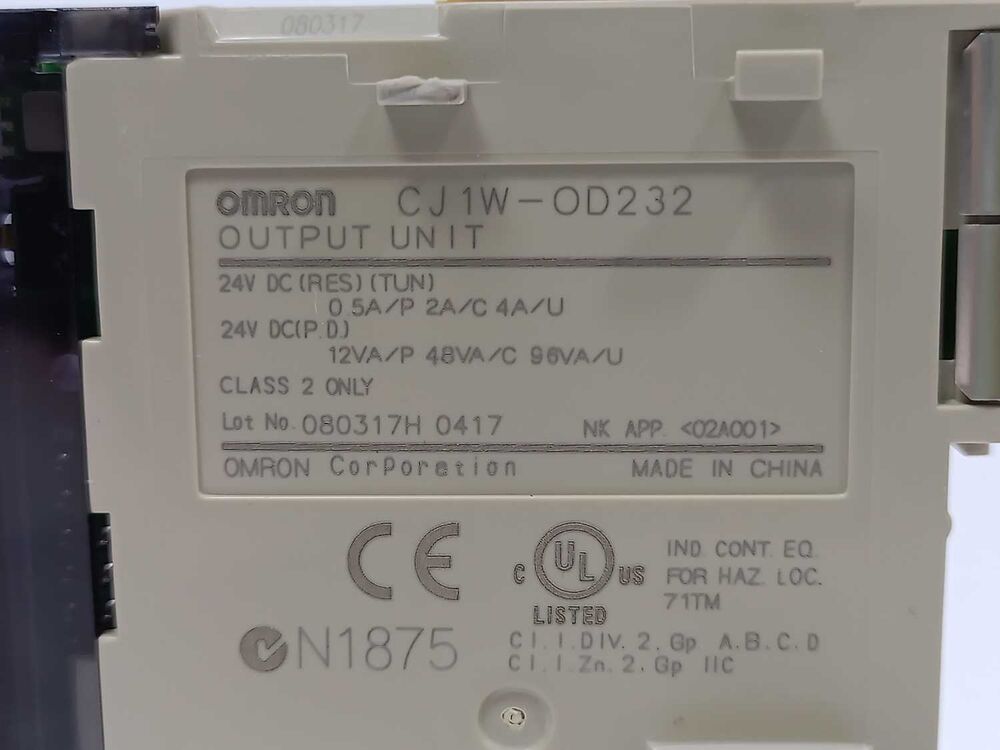 080317
OMRON CJ1W-OD232
OUTPUT UNIT
24V DC (RES) (TUN)
0.5A/P 2A/C 4A/U
24V DC(P.D.)
12VA/P 48VA/C 96VA/U
CLASS 2 ONLY
Lot No. 080317H 0417 NK APP. <02A001>
OMRON Corporation MADE IN CHINA
CE C UL US LISTED
IND. CONT. EQ.
FOR HAZ. LOC.
71TM
N1875
Cl.I.DIV.2.Gp A.B.C.D
Cl.I.Zn.2.Gp IIC